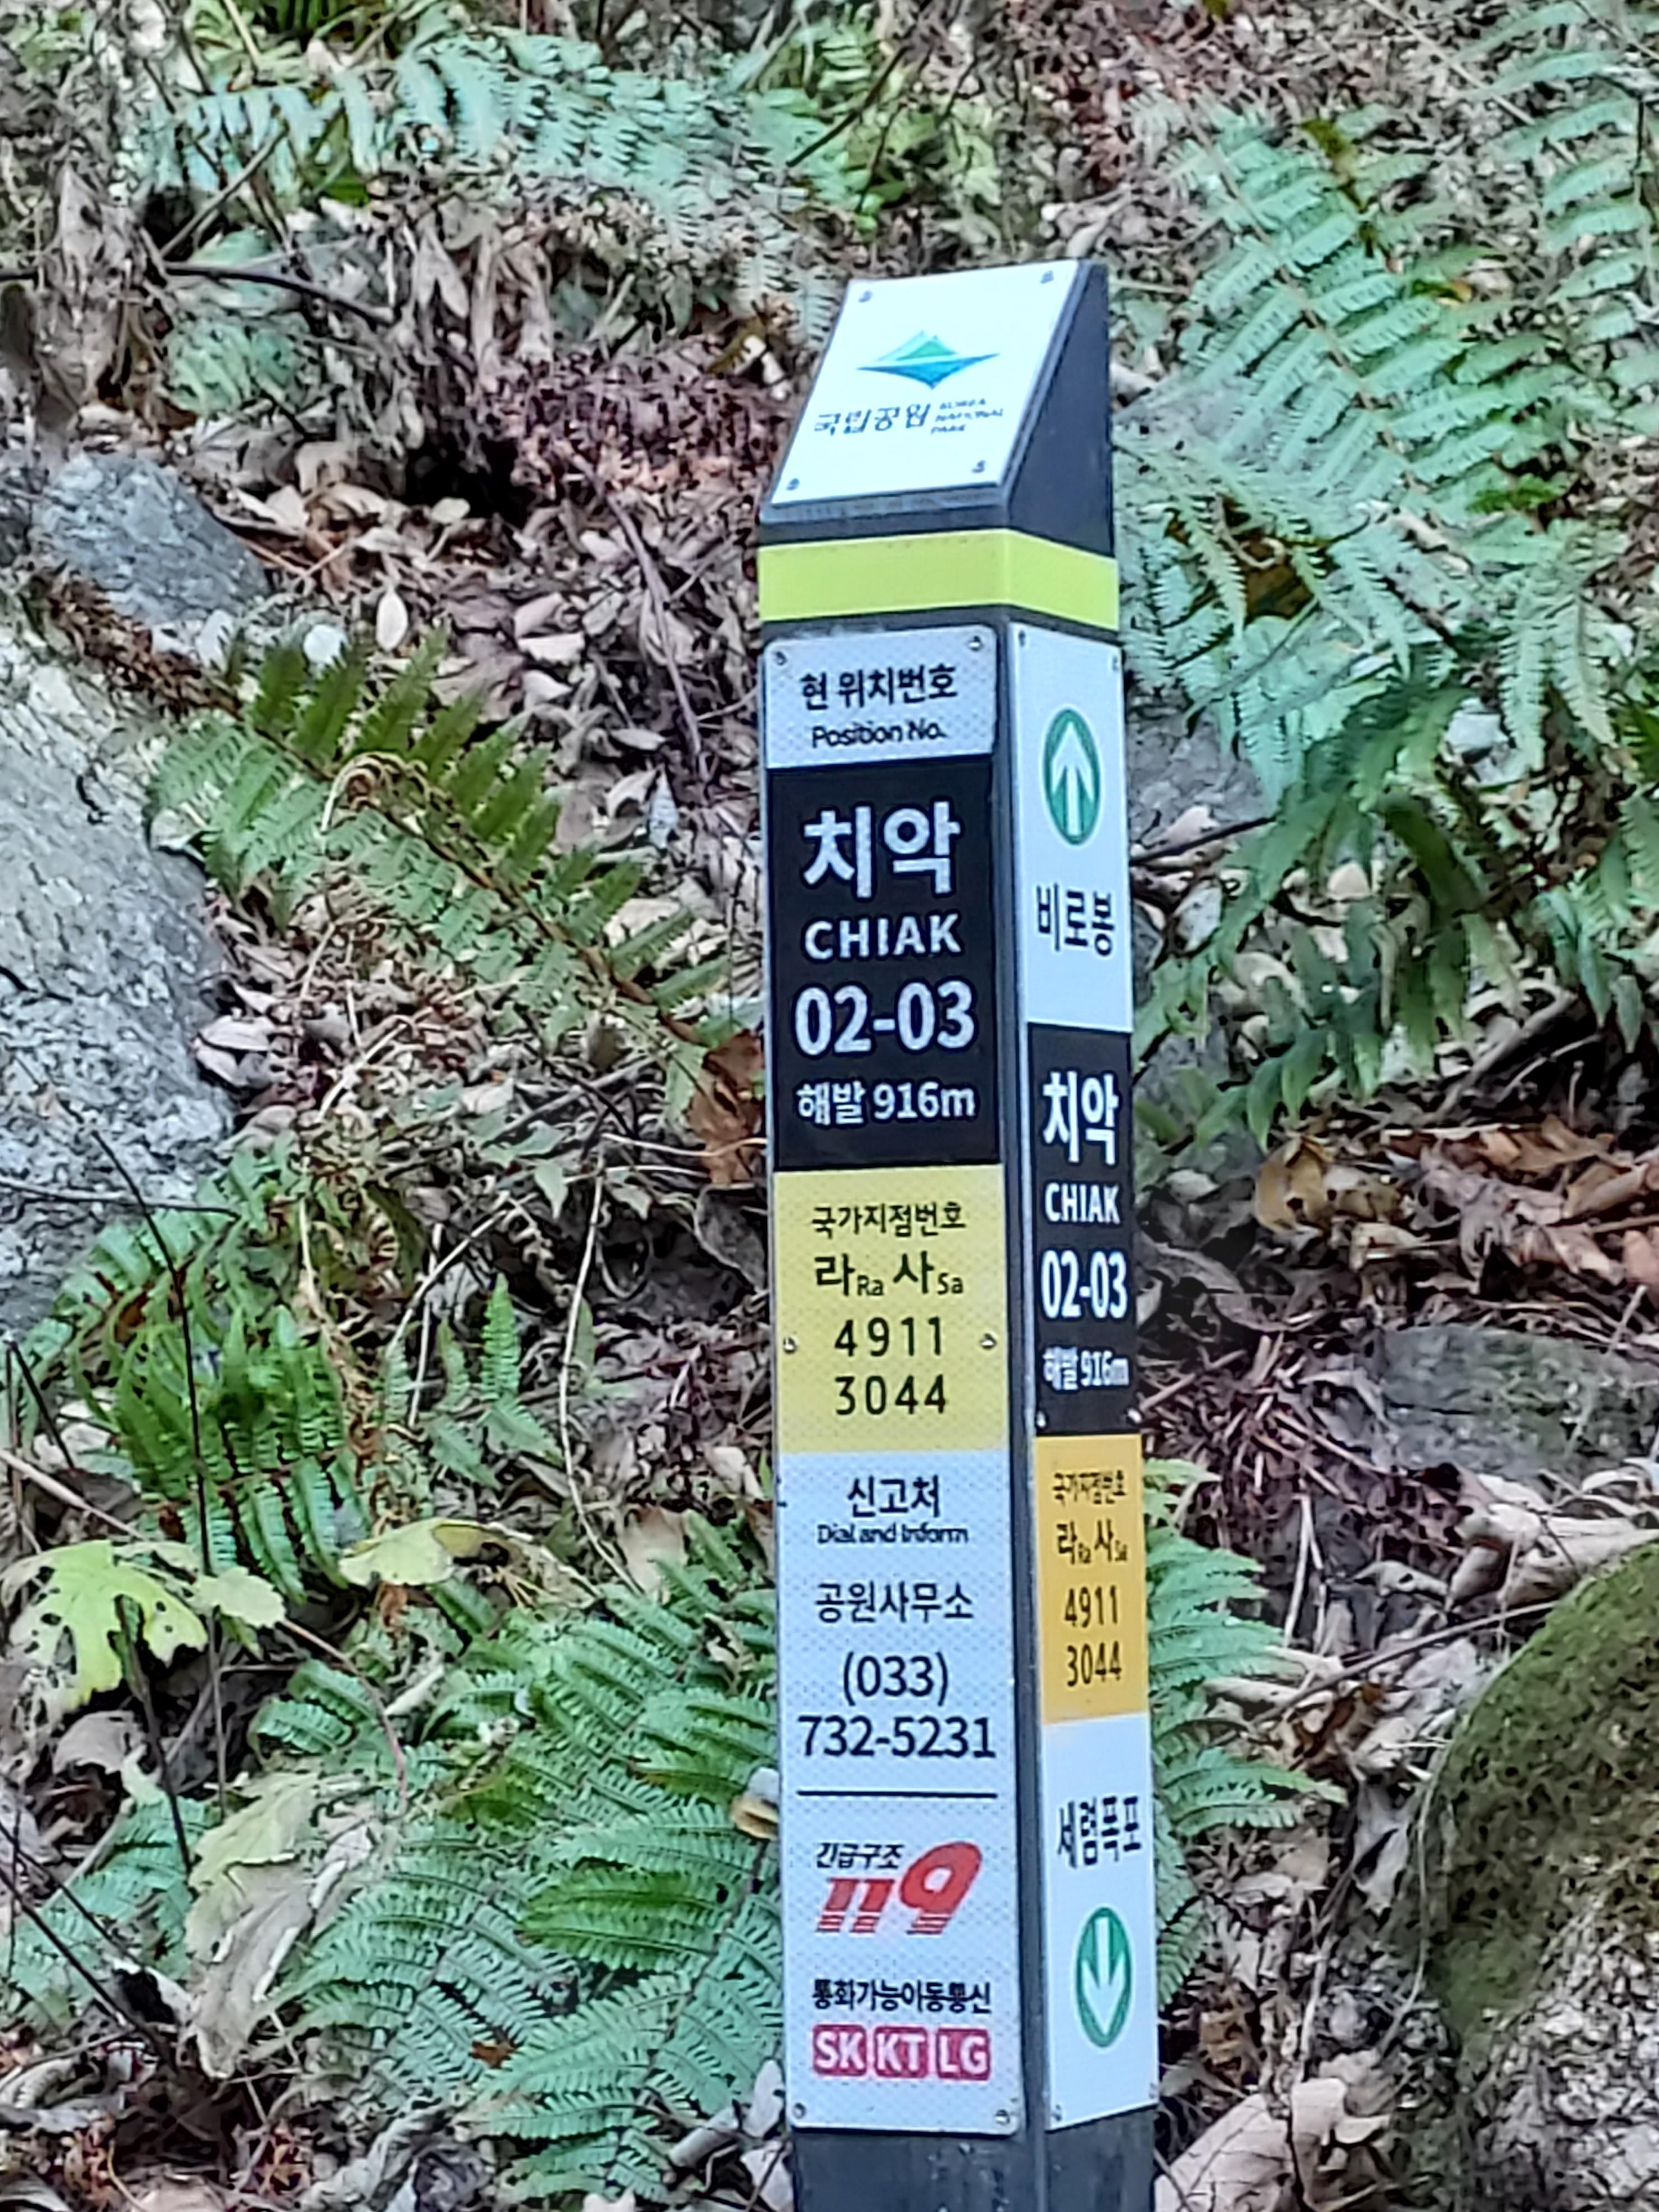 국립공원 KOREA
NATIONAL
PARK
현 위치번호
Position No.
치악
CHIAK
02-03
해발 916m
국가지점번호
라Ra 사Sa
4911
3044
신고처
Dial and Inform
공원사무소
(033)
732-5231
긴급구조
119
통화가능이동통신
SK KT LG
비로봉
치악
CHIAK
02-03
해발 916m
국가지점번호
라Ra 사Sa
4911
3044
세렴폭포